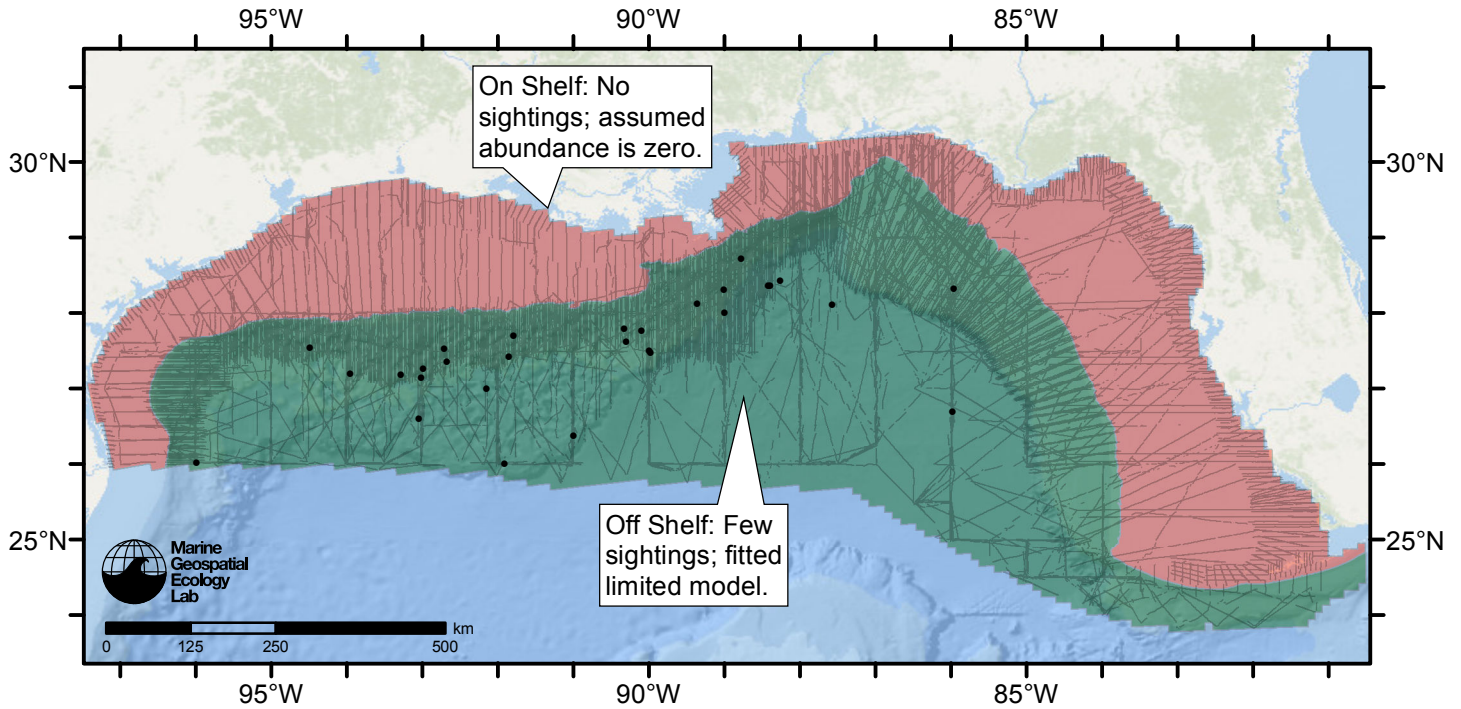 95°W
90°W
85°W
On Shelf: No
sightings; assumed
abundance is zero.
30°N
30°N
Off Shelf: Few
sightings; fitted
limited model.
25°N
25°N
Marine
Geospatial
Ecology
Lab
km
0
125
250
500
95°W
90°W
85°W